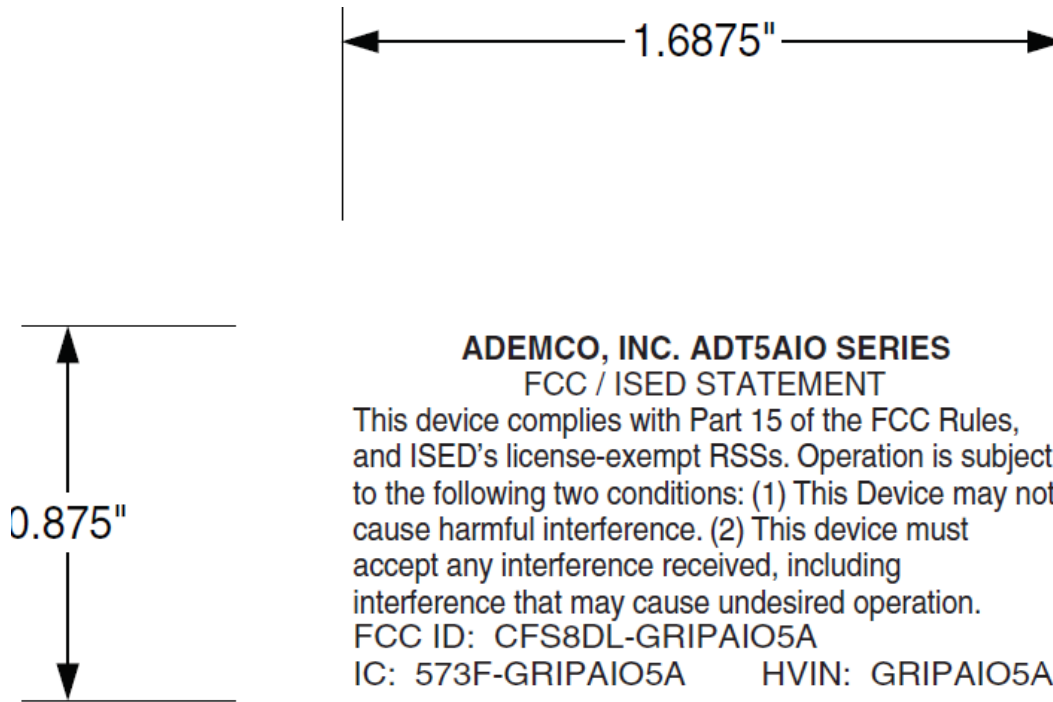 1.6875"
ADEMCO, INC. ADT5AIO SERIES
FCC / ISED STATEMENT
This device complies with Part 15 of the FCC Rules,
and ISED’s license-exempt RSSs. Operation is subject
to the following two conditions: (1) This Device may not
cause harmful interference. (2) This device must
accept any interference received, including
interference that may cause undesired operation.
FCC ID: CFS8DL-GRIPAIO5A
IC: 573F-GRIPAIO5A HVIN: GRIPAIO5A
0.875"